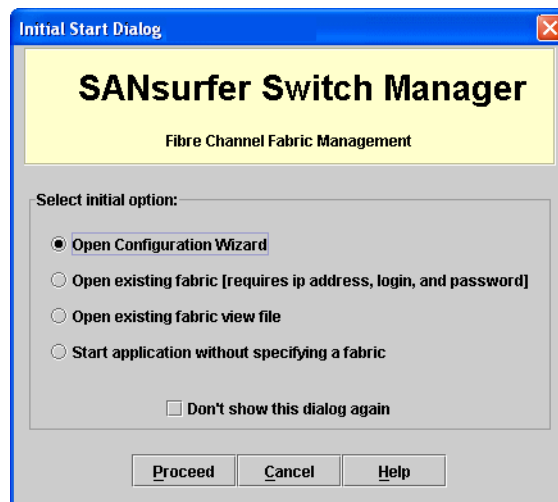 Initial Start Dialog
SANsurfer Switch Manager
Fibre Channel Fabric Management
Select initial option:
Open Configuration Wizard
Open existing fabric [requires ip address, login, and password]
Open existing fabric view file
Start application without specifying a fabric
Don't show this dialog again
Proceed Cancel Help